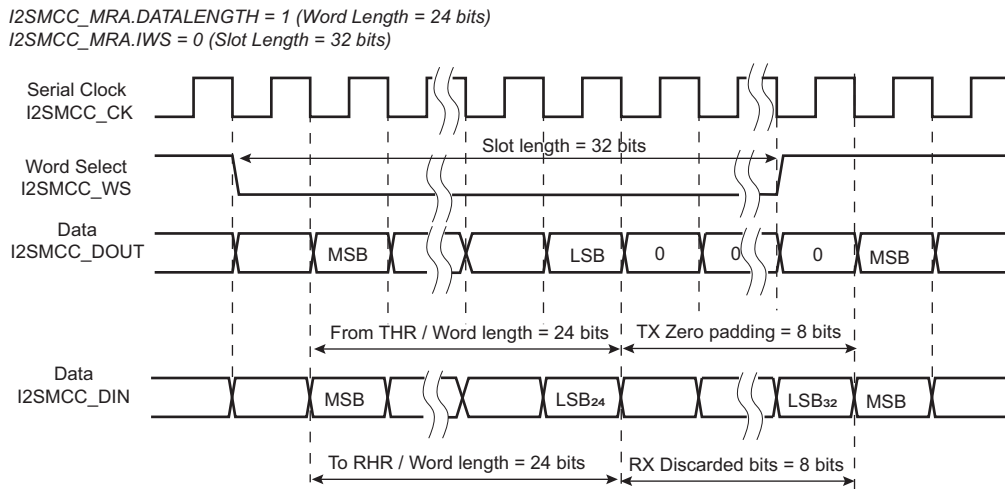 I2SMCC_MRA.DATALENGTH = 1 (Word Length = 24 bits)
I2SMCC_MRA.IWS = 0 (Slot Length = 32 bits)
Serial Clock
I2SMCC_CK
Slot length = 32 bits
Word Select
I2SMCC_WS
Data
I2SMCC_DOUT
MSB LSB 0 0 0 MSB
From THR / Word length = 24 bits TX Zero padding = 8 bits
Data
I2SMCC_DIN
MSB LSB24 LSB32 MSB
To RHR / Word length = 24 bits RX Discarded bits = 8 bits